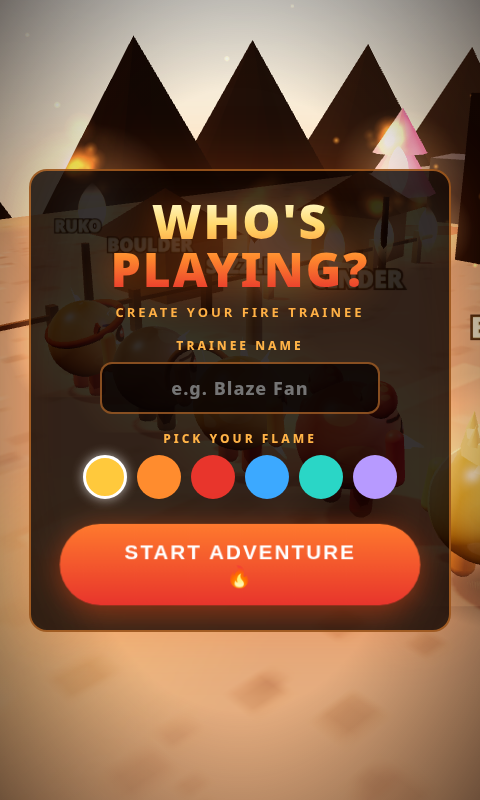 WHO'S
PLAYING?
CREATE YOUR FIRE TRAINEE
TRAINEE NAME
e.g. Blaze Fan
PICK YOUR FLAME
START ADVENTURE
🔥
RUKO
BOULDER